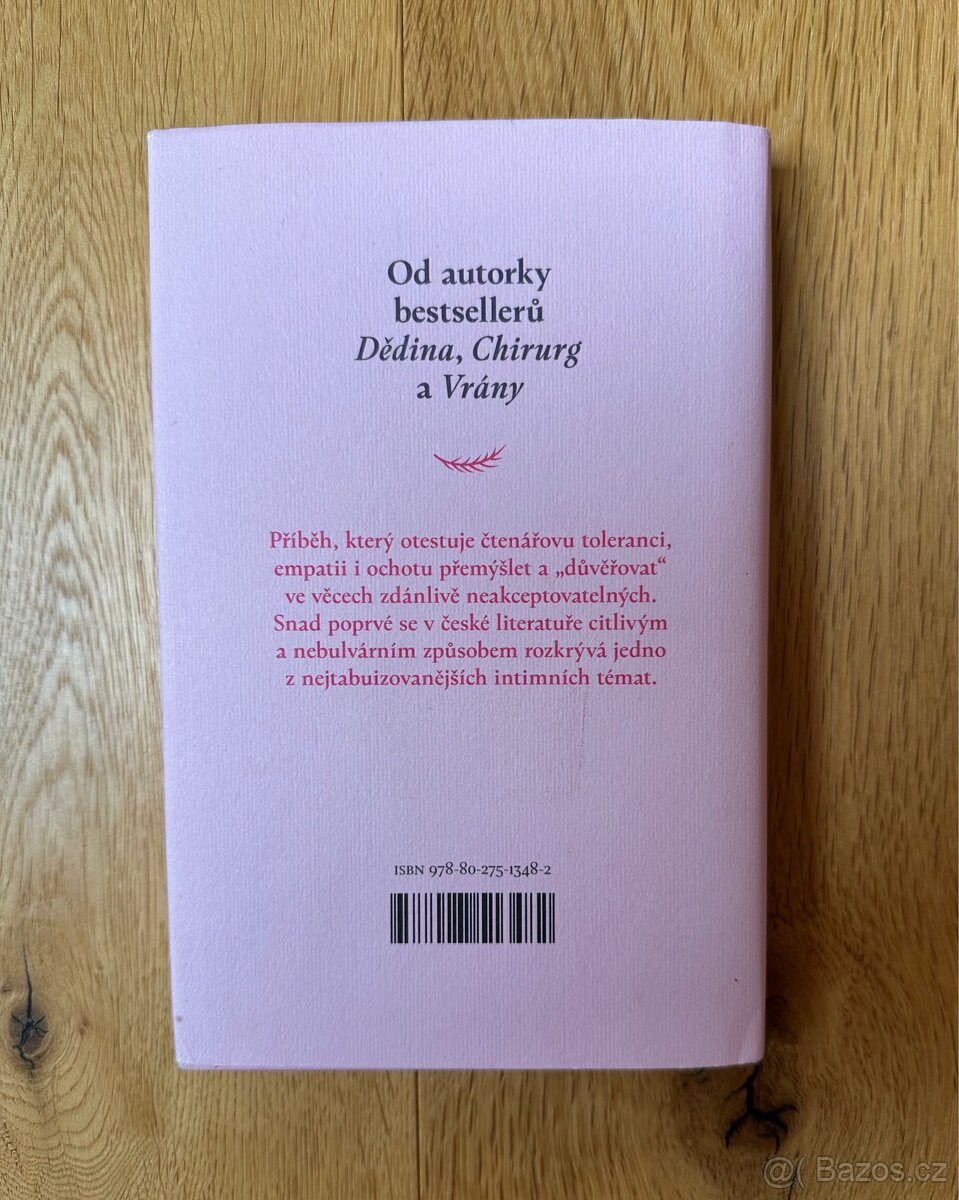 Od autorky
bestsellerů
Dědina, Chirurg
a Vrány
Příběh, který otestuje čtenářovu toleranci,
empatii i ochotu přemýšlet a „důvěřovat“
ve věcech zdánlivě neakceptovatelných.
Snad poprvé se v české literatuře citlivým
a nebulvárním způsobem rozkrývá jedno
z nejtabuizovanějších intimních témat.
ISBN 978-80-275-1348-2
@( Bazos.cz